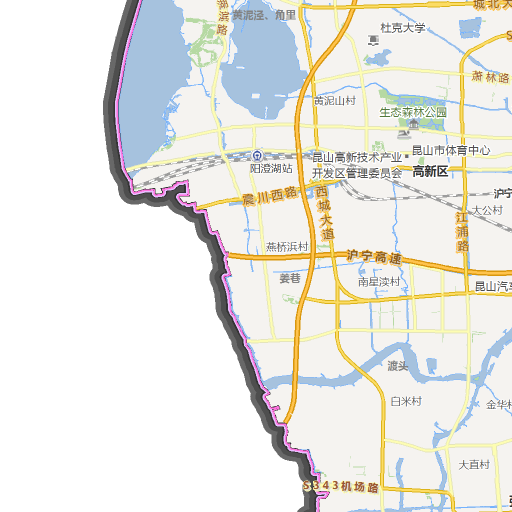 城北大
滨路
黄泥泾、角里
杜克大学
S
萧林路
黄泥山村
生态森林公园
昆山市体育中心
昆山高新技术产业
开发区管理委员会
高新区
阳澄湖站
沪宁
震川西路
西城大道
大公村
江浦路
燕桥浜村
沪宁高速
姜巷
南星渎村
昆山汽车
渡头
白米村
金华村
大直村
S343机场路